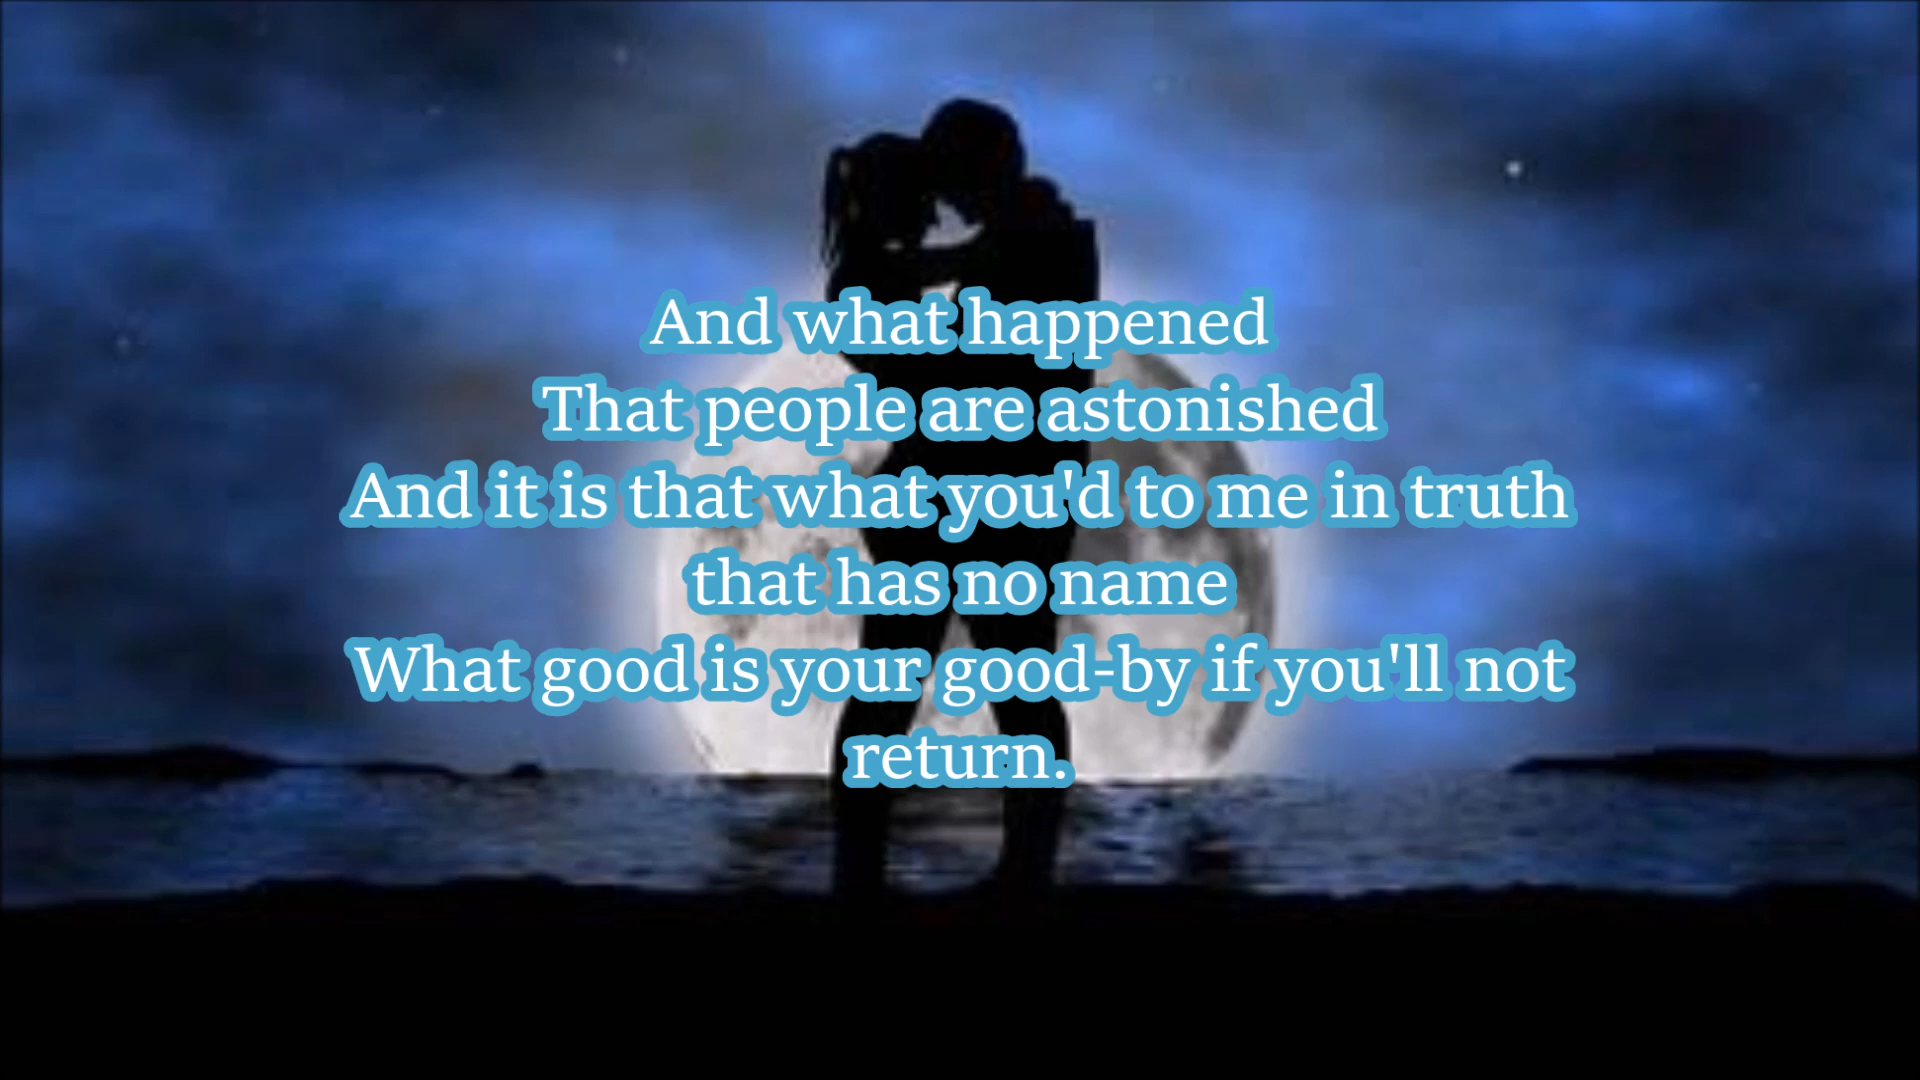 And what happened
That people are astonished
And it is that what you'd to me in truth
that has no name
What good is your good-by if you'll not
return.